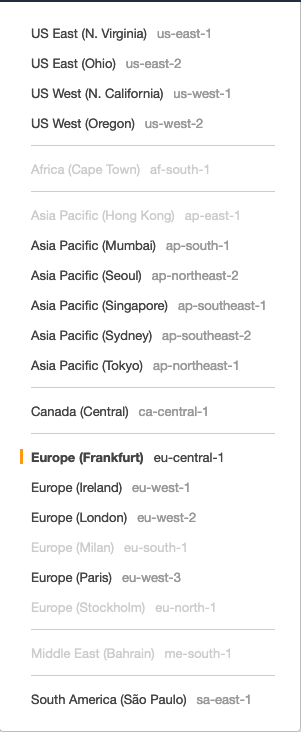 US East (N. Virginia) us-east-1
US East (Ohio) us-east-2
US West (N. California) us-west-1
US West (Oregon) us-west-2
Africa (Cape Town) af-south-1
Asia Pacific (Hong Kong) ap-east-1
Asia Pacific (Mumbai) ap-south-1
Asia Pacific (Seoul) ap-northeast-2
Asia Pacific (Singapore) ap-southeast-1
Asia Pacific (Sydney) ap-southeast-2
Asia Pacific (Tokyo) ap-northeast-1
Canada (Central) ca-central-1
Europe (Frankfurt) eu-central-1
Europe (Ireland) eu-west-1
Europe (London) eu-west-2
Europe (Milan) eu-south-1
Europe (Paris) eu-west-3
Europe (Stockholm) eu-north-1
Middle East (Bahrain) me-south-1
South America (São Paulo) sa-east-1